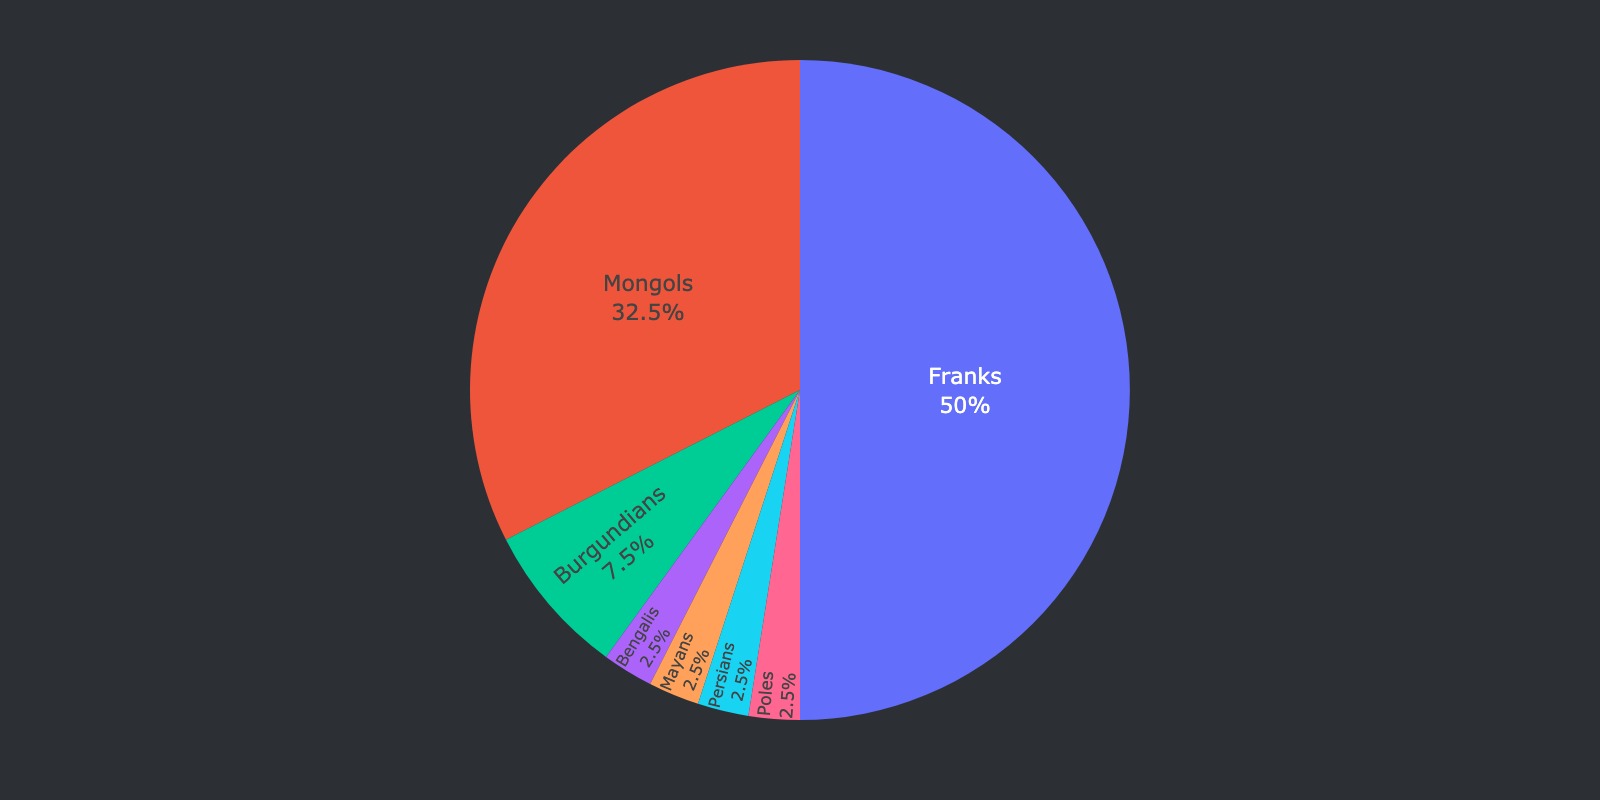 Mongols
32.5%
Franks
50%
Burgundians
7.5%
Bengalis
2.5%
Mayans
2.5%
Persians
2.5%
Poles
2.5%